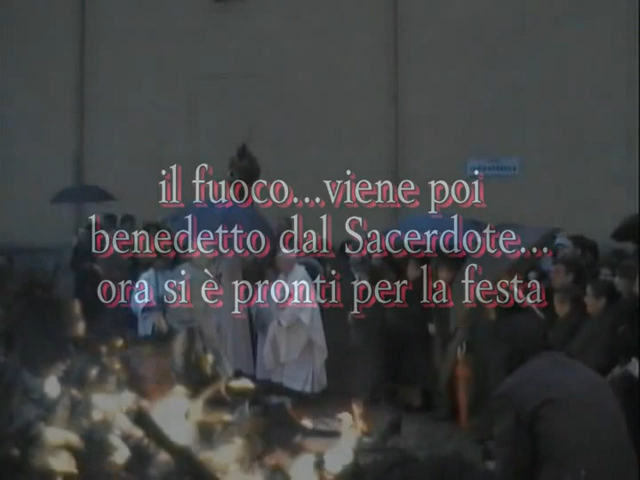 il fuoco...viene poi
benedetto dal Sacerdote...
ora si è pronti per la festa